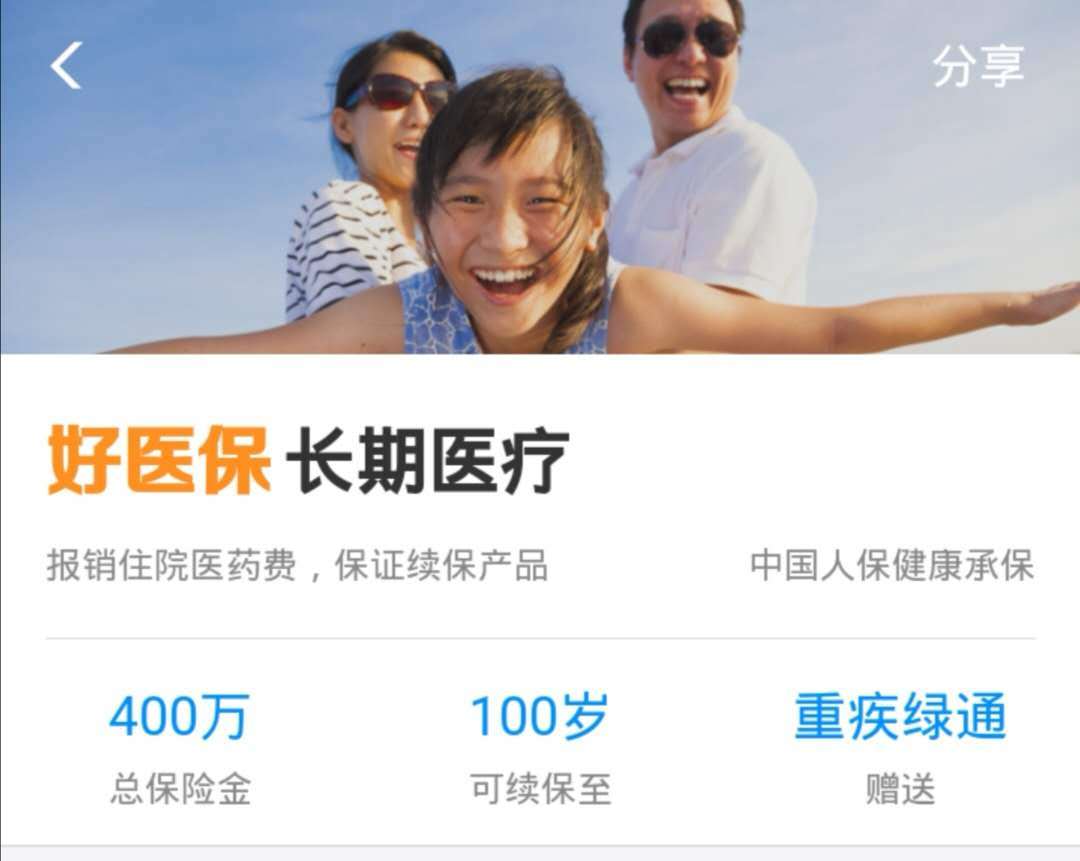 分享
好医保 长期医疗
报销住院医药费，保证续保产品 中国人保健康承保
400万 100岁 重疾绿通
总保险金 可续保至 赠送